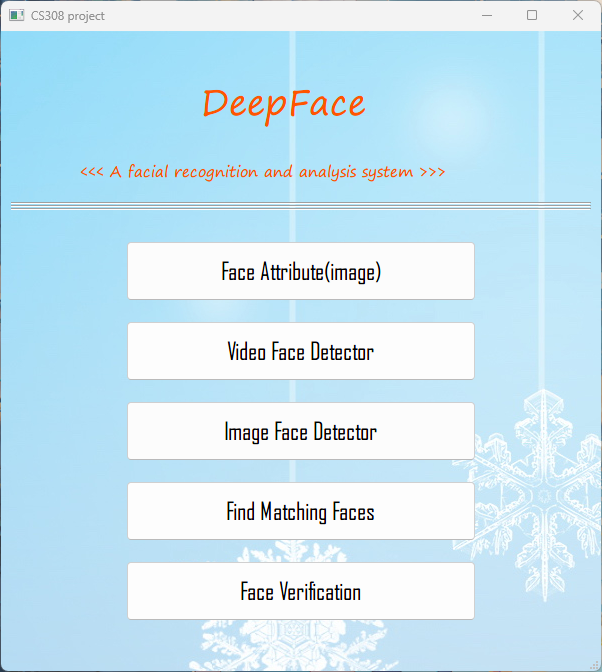 CS308 project
DeepFace
<<< A facial recognition and analysis system >>>
Face Attribute(image)
Video Face Detector
Image Face Detector
Find Matching Faces
Face Verification